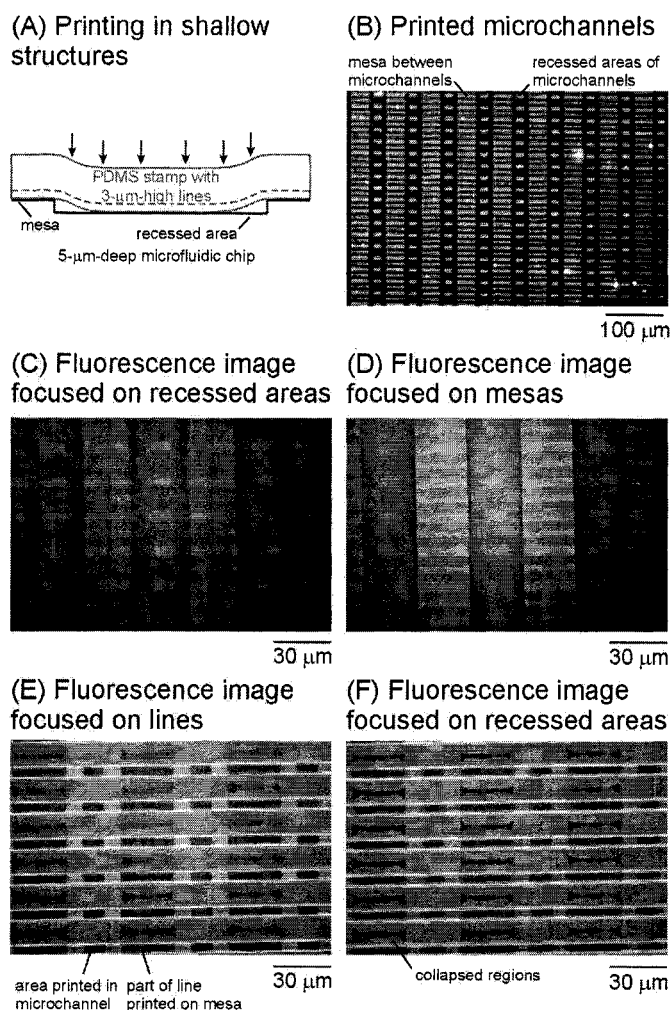 (A) Printing in shallow
structures
PDMS stamp with
3-µm-high lines
mesa
recessed area
5-µm-deep microfluidic chip
(B) Printed microchannels
mesa between
microchannels
recessed areas of
microchannels
100 µm
(C) Fluorescence image
focused on recessed areas
30 µm
(D) Fluorescence image
focused on mesas
30 µm
(E) Fluorescence image
focused on lines
area printed in
microchannel
part of line
printed on mesa
30 µm
(F) Fluorescence image
focused on recessed areas
collapsed regions
30 µm